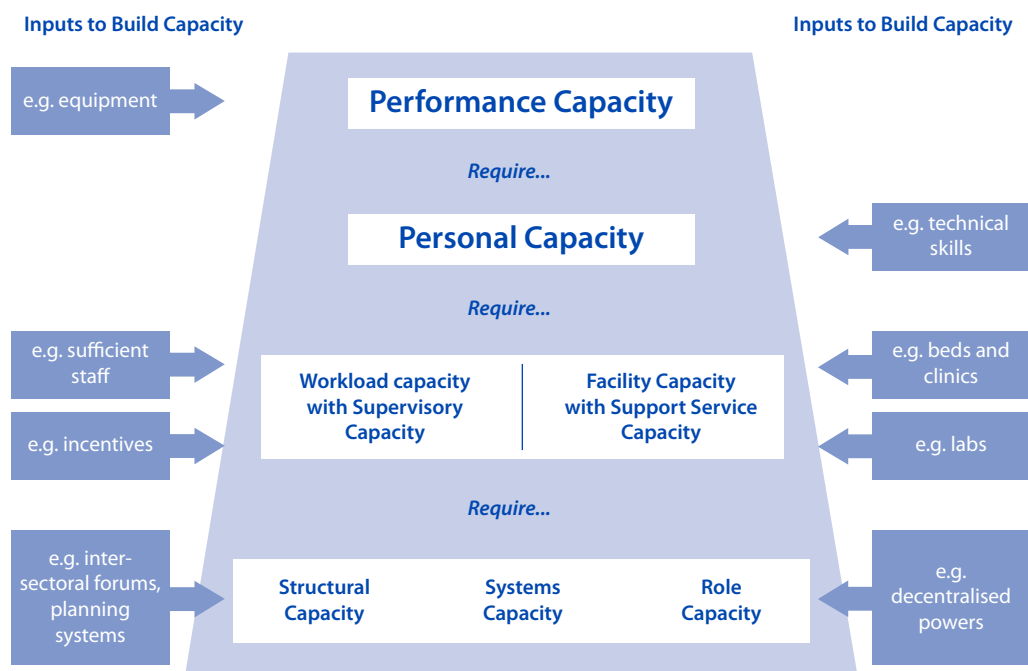 Inputs to Build Capacity
Inputs to Build Capacity
e.g. equipment
Performance Capacity
Require...
Personal Capacity
e.g. technical
skills
Require...
e.g. sufficient
staff
Workload capacity
with Supervisory
Capacity
Facility Capacity
with Support Service
Capacity
e.g. beds and
clinics
e.g. incentives
e.g. labs
Require...
e.g. inter-
sectoral forums,
planning
systems
Structural
Capacity
Systems
Capacity
Role
Capacity
e.g.
decentralised
powers